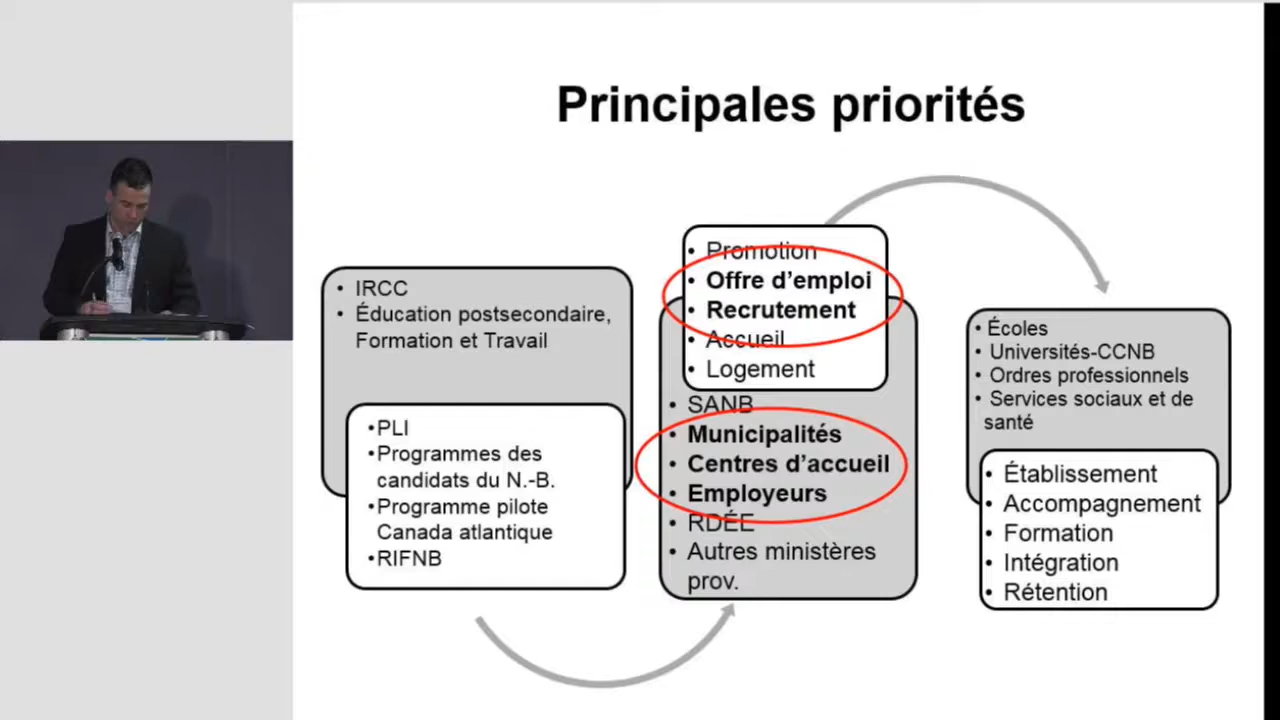 Principales priorités
• IRCC
• Éducation postsecondaire,
Formation et Travail
•PLI
•Programmes des
candidats du N.-B.
•Programme pilote
Canada atlantique
•RIFNB
• Promotion
• Offre d'emploi
• Recrutement
• Accueil
• Logement
• SANB
• Municipalités
• Centres d'accueil
• Employeurs
• RDÉE
• Autres ministères
prov.
• Écoles
• Universités-CCNB
• Ordres professionnels
• Services sociaux et de
santé
• Établissement
• Accompagnement
• Formation
• Intégration
• Rétention